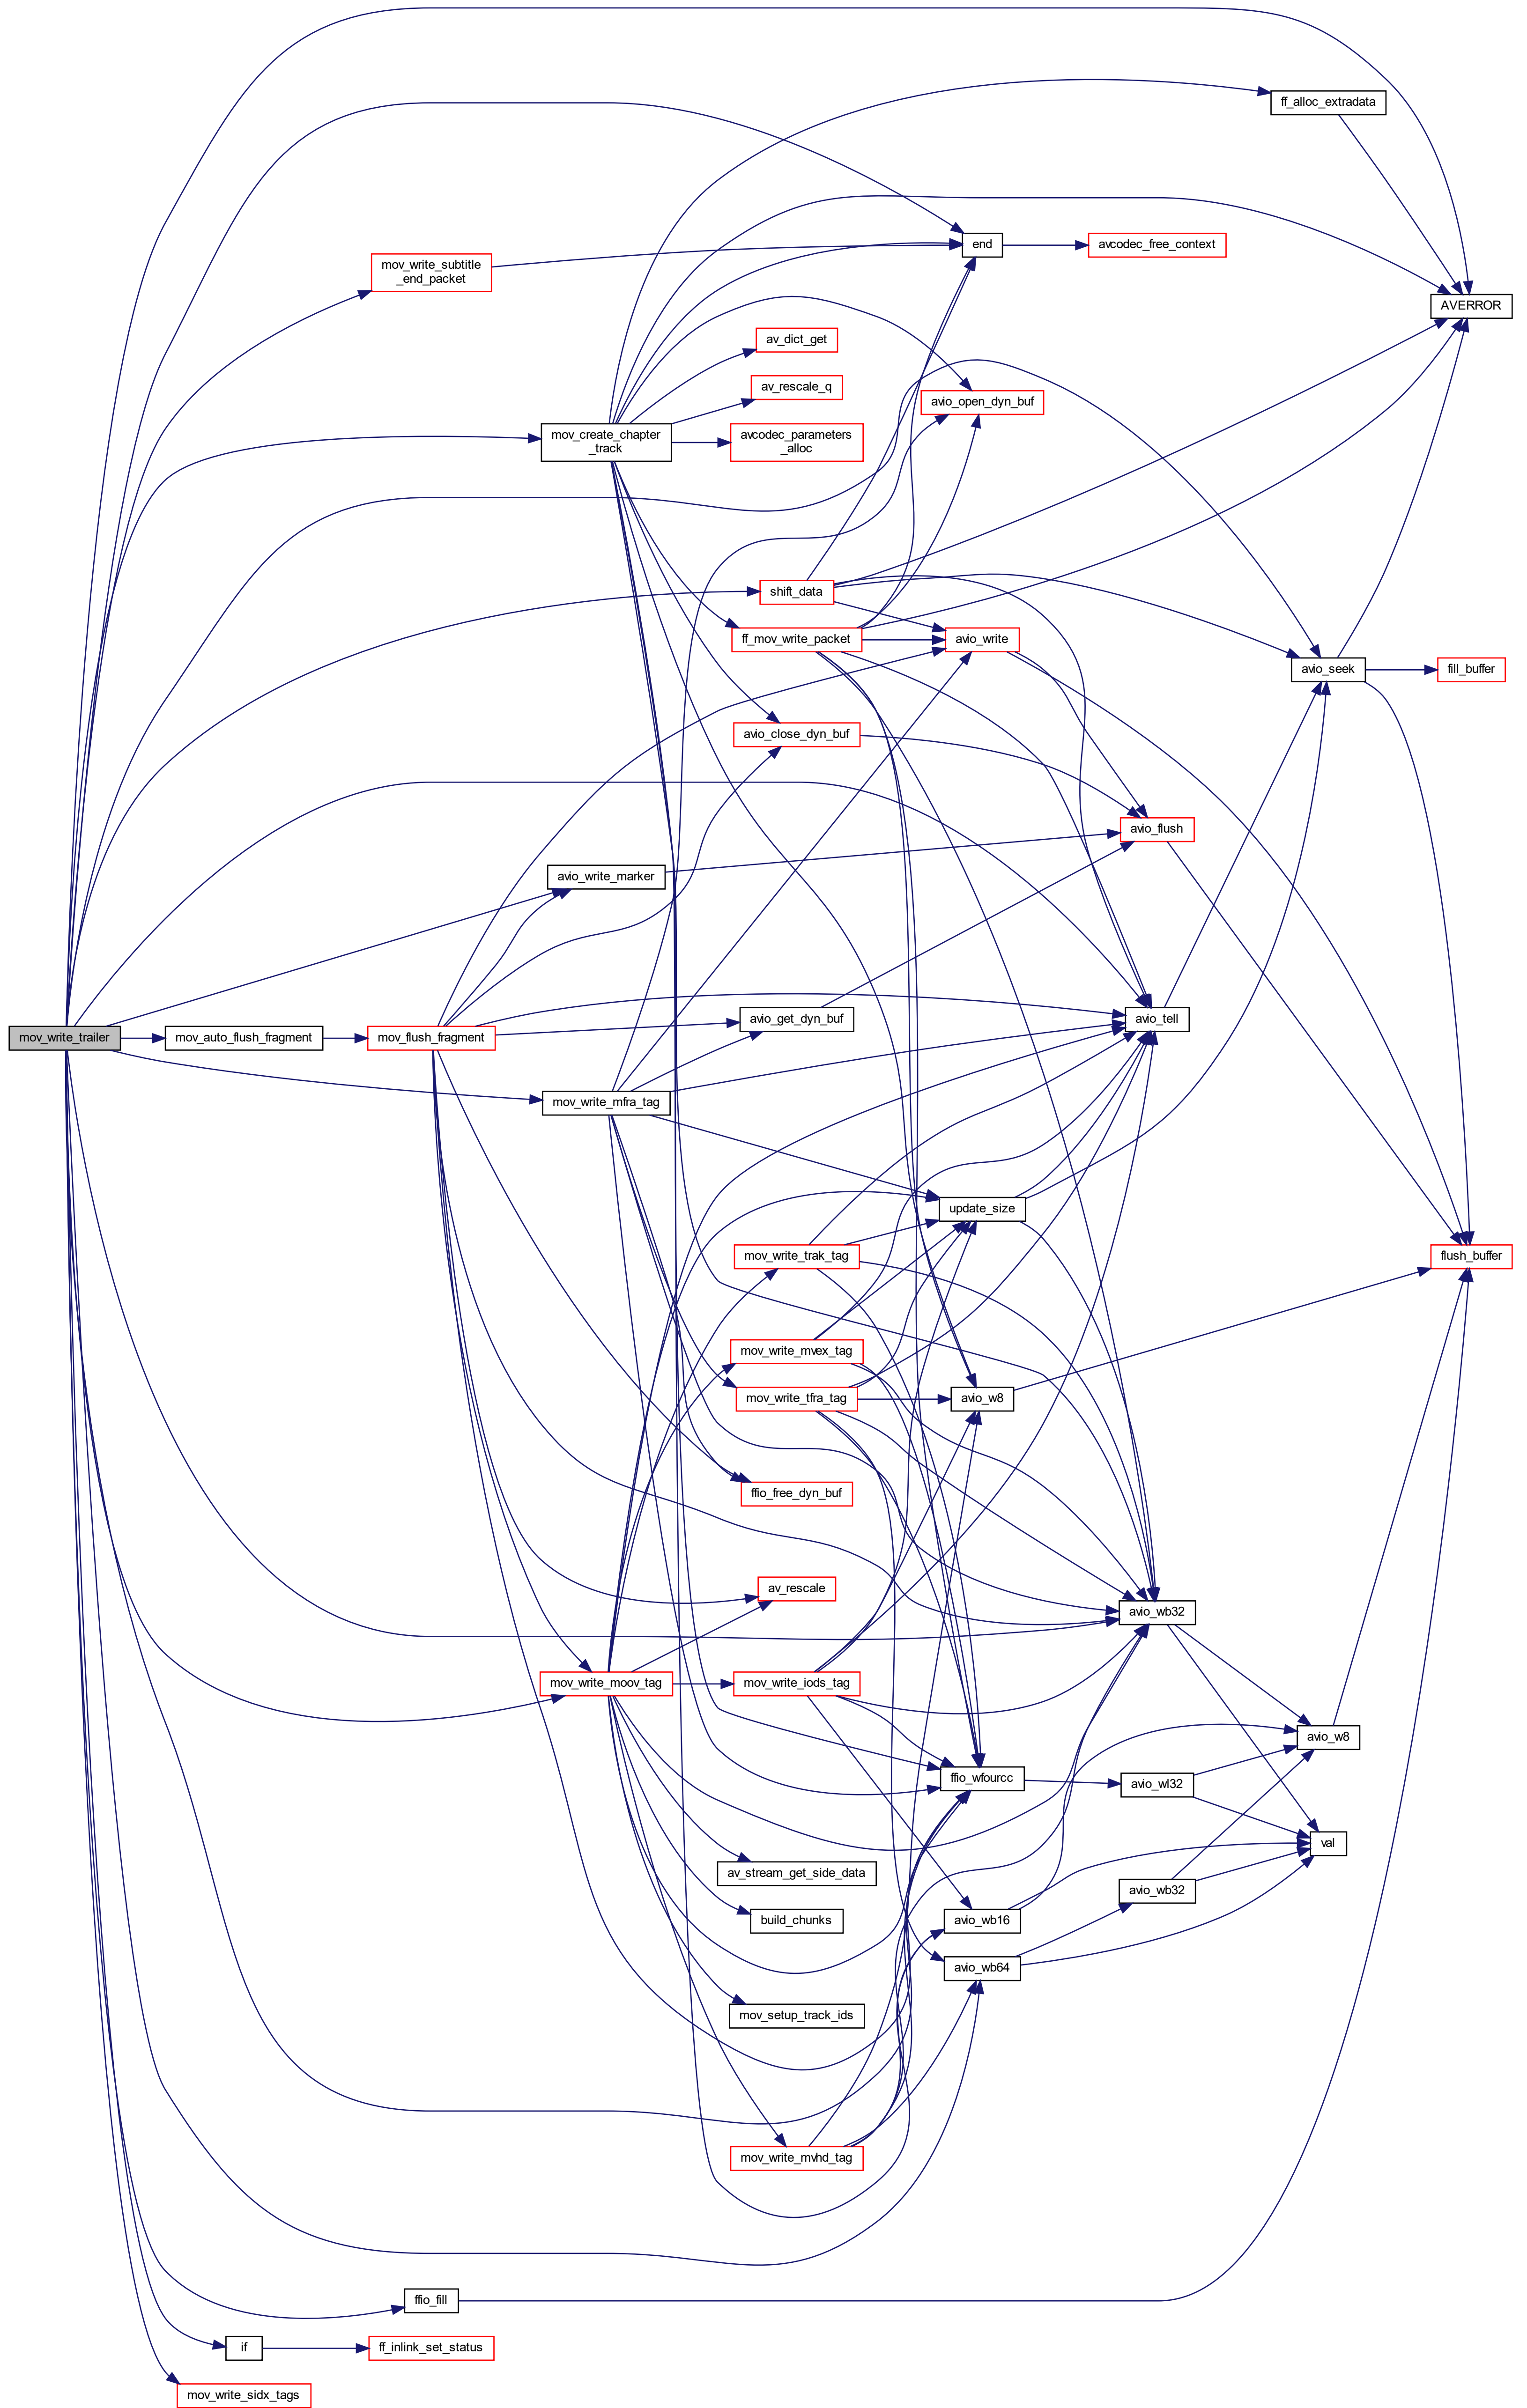 ff_alloc_extradata
end
avcodec_free_context
mov_write_subtitle
_end_packet
AVERROR
av_dict_get
av_rescale_q
avio_open_dyn_buf
mov_create_chapter
_track
avcodec_parameters
_alloc
shift_data
ff_mov_write_packet
avio_write
avio_seek
fill_buffer
avio_close_dyn_buf
avio_flush
avio_write_marker
avio_get_dyn_buf
avio_tell
mov_write_trailer
mov_auto_flush_fragment
mov_flush_fragment
mov_write_mfra_tag
update_size
mov_write_trak_tag
flush_buffer
mov_write_mvex_tag
mov_write_tfra_tag
avio_w8
ffio_free_dyn_buf
av_rescale
avio_wb32
mov_write_moov_tag
mov_write_iods_tag
avio_w8
ffio_wfourcc
avio_wl32
val
av_stream_get_side_data
avio_wb32
build_chunks
avio_wb16
avio_wb64
mov_setup_track_ids
mov_write_mvhd_tag
ffio_fill
if
ff_inlink_set_status
mov_write_sidx_tags